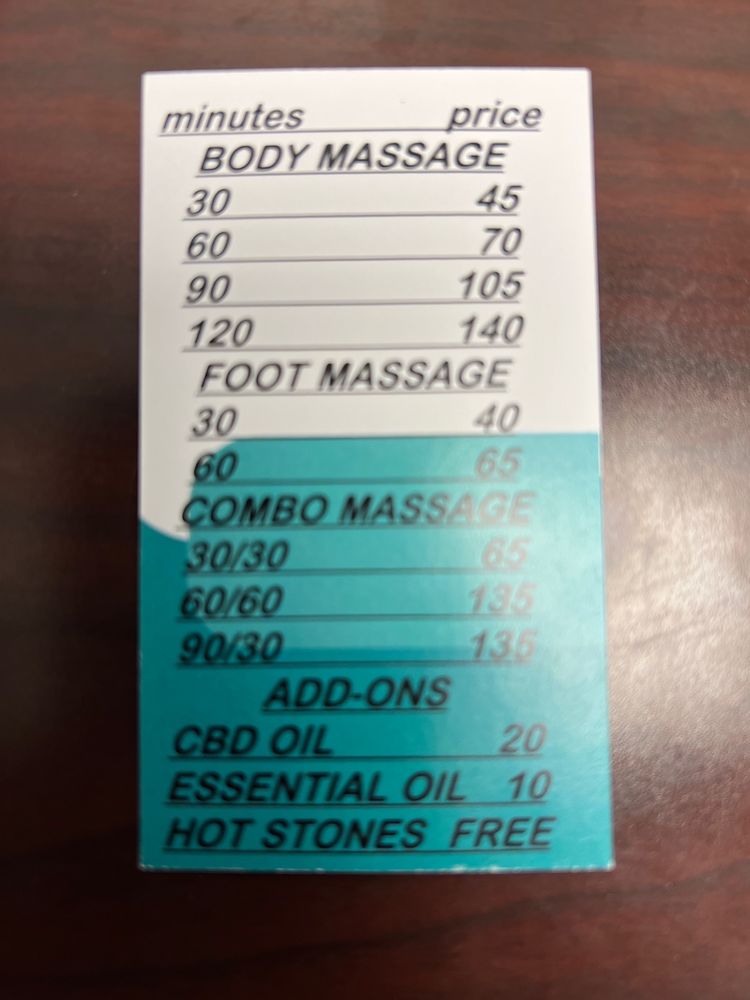 minutes price
BODY MASSAGE
30 45
60 70
90 105
120 140
FOOT MASSAGE
30 40
60 65
COMBO MASSAGE
30/30 65
60/60 135
90/30 135
ADD-ONS
CBD OIL 20
ESSENTIAL OIL 10
HOT STONES FREE